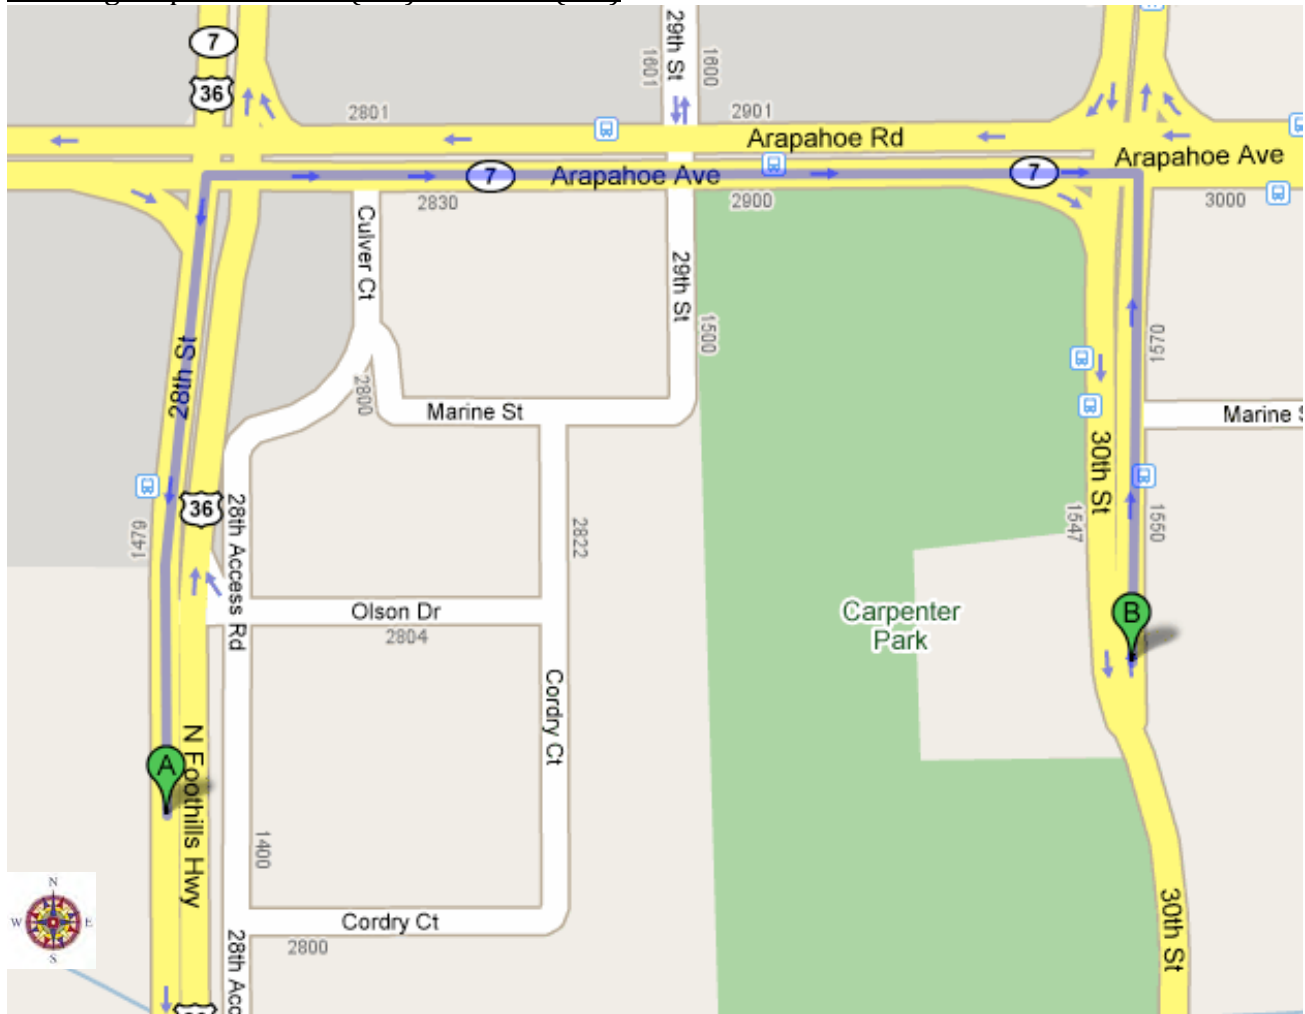 7
36
2801
1601
29th St
1600
2901
Arapahoe Rd
Arapahoe Ave
7
Arapahoe Ave
7
2830
2900
3000
Culver Ct
29th St
1500
28th St
2800
Marine St
Marine S
1570
30th St
1547
1550
36
1479
28th Access Rd
2822
Olson Dr
2804
Carpenter
Park
B
Cordry Ct
A
N Foothills Hwy
1400
Cordry Ct
2800
28th Acc
30th St
N
W
E
S